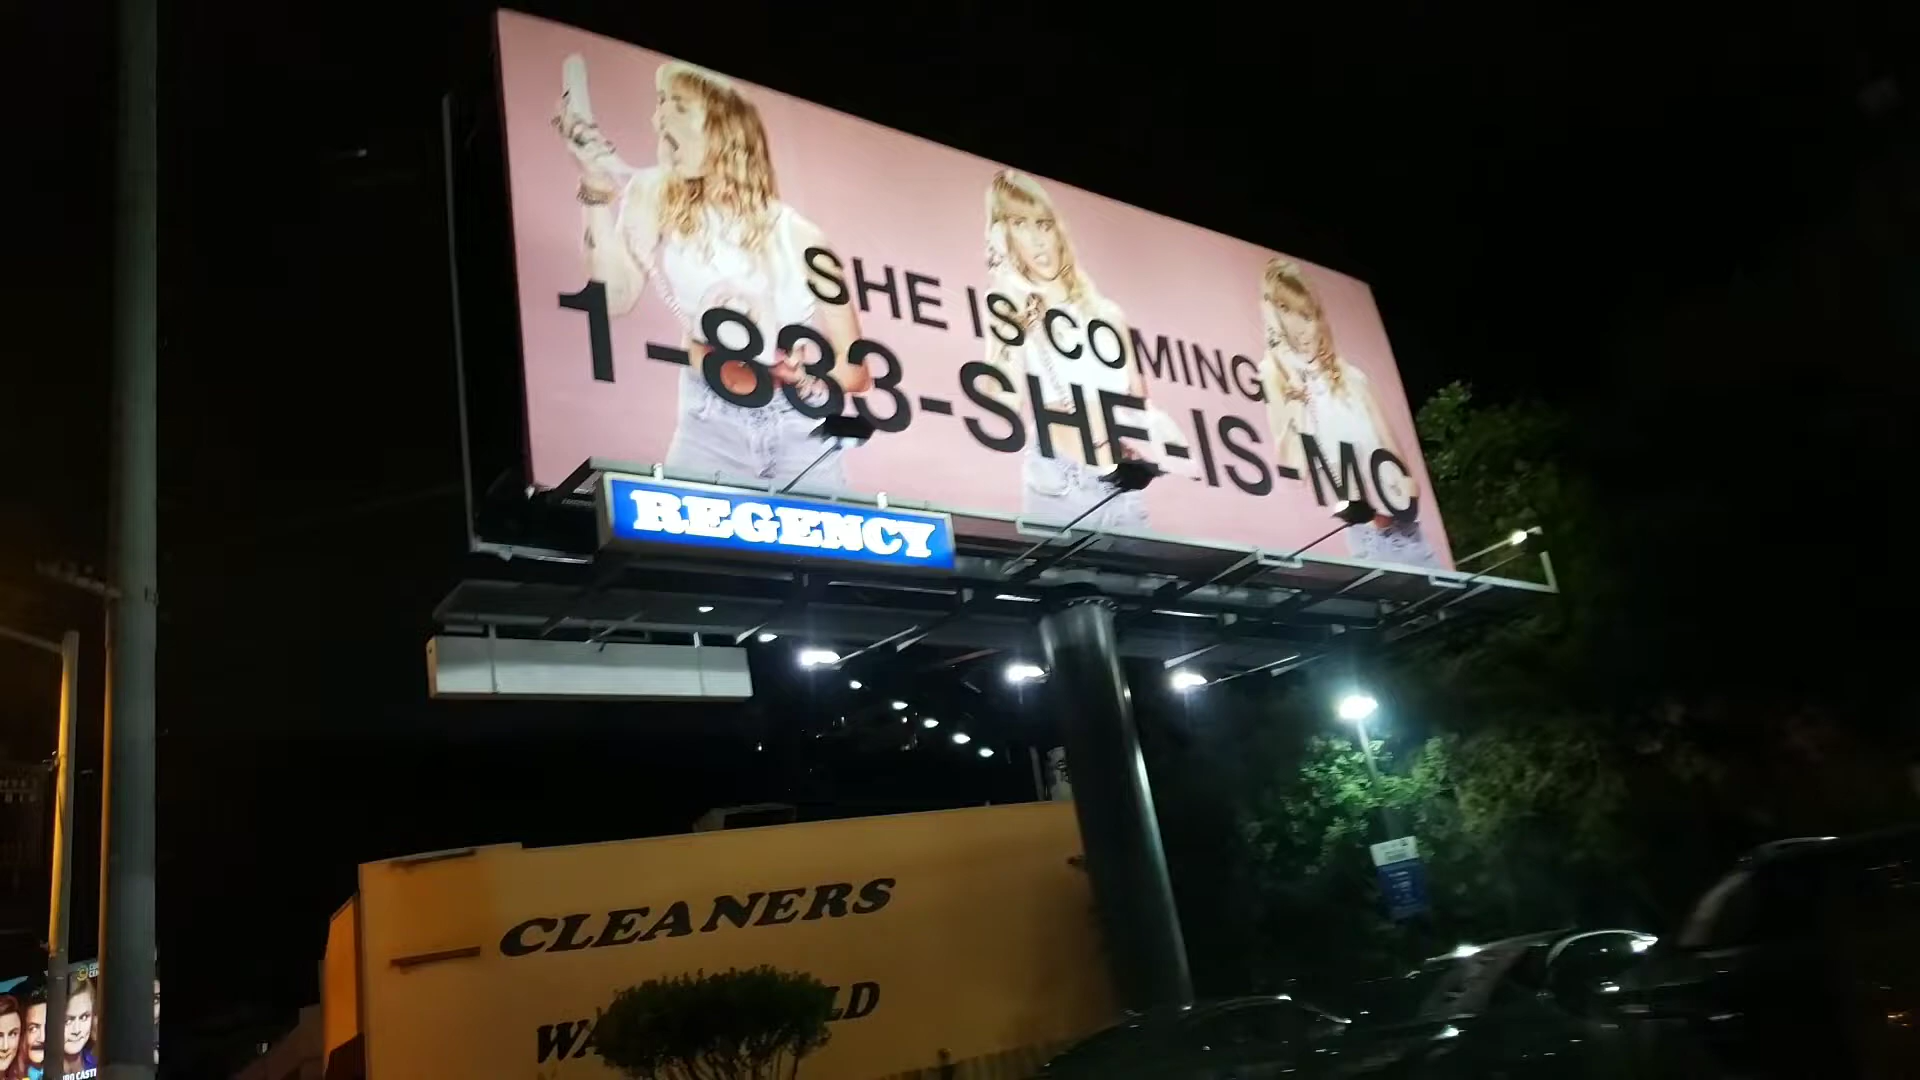 SHE IS COMING
1-833-SHE-IS-MC
REGENCY
CLEANERS